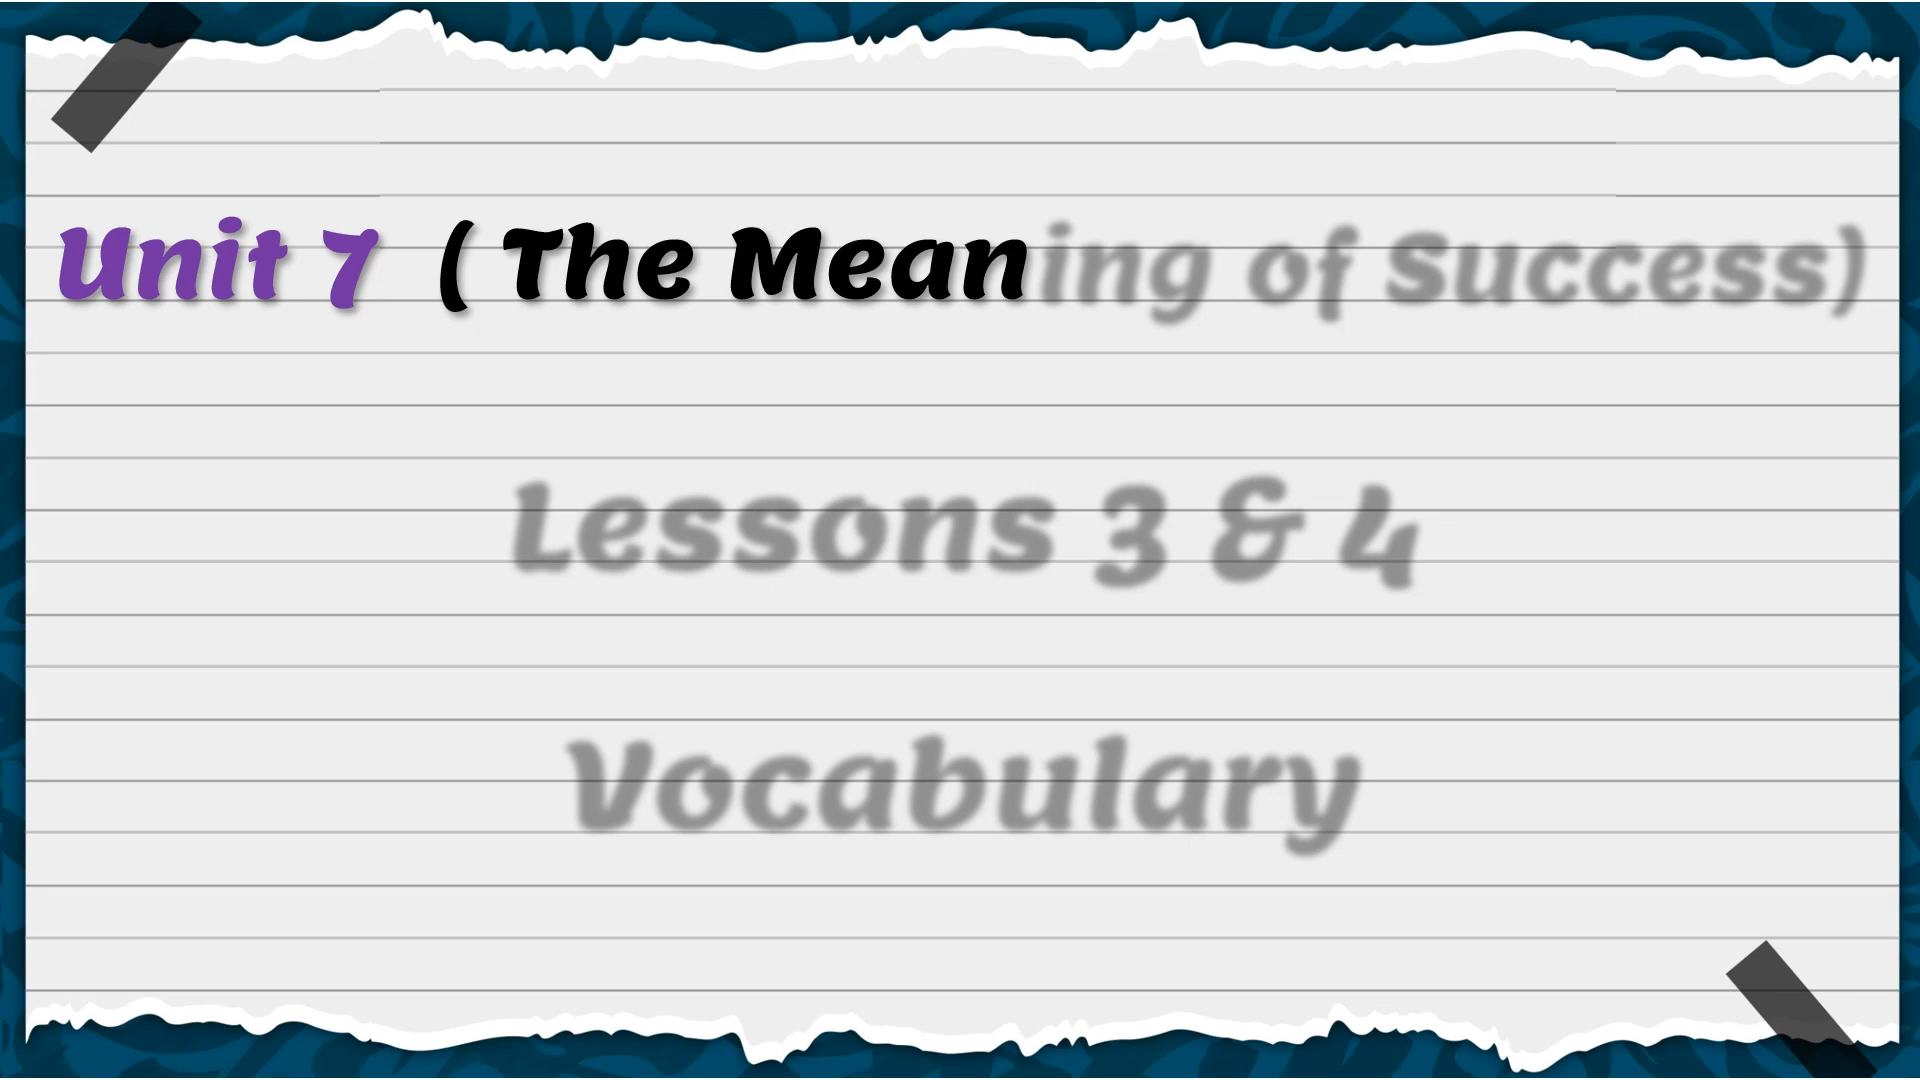 Unit 7 ( The Meaning of Success)
Lessons 3 & 4
Vocabulary